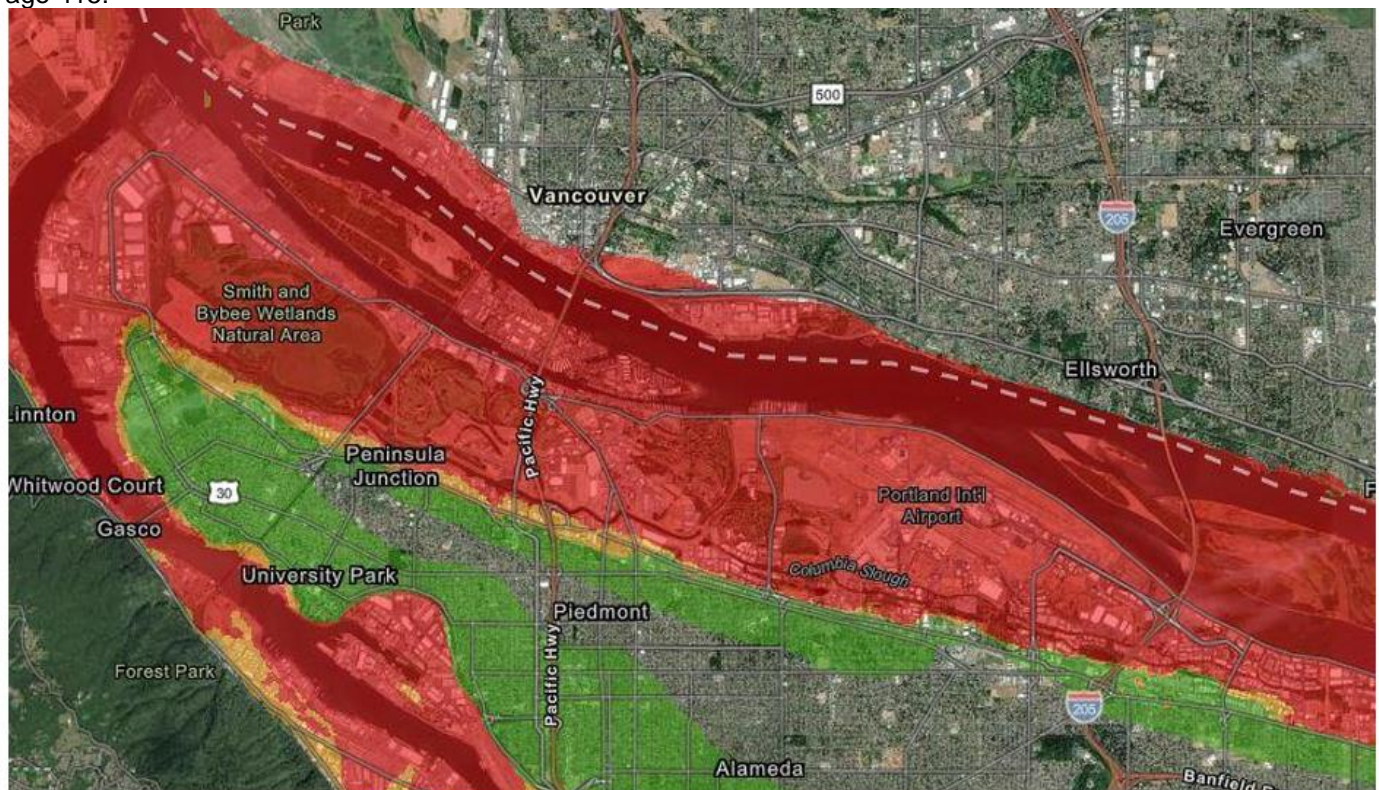 Park
500
Vancouver
205
Evergreen
Smith and
Bybee Wetlands
Natural Area
Ellsworth
Linnton
Pacific Hwy
Peninsula
Junction
Whitwood Court
30
Portland Int'l
Airport
Gasco
Columbia Slough
University Park
Piedmont
Forest Park
Pacific Hwy
205
Alameda
Banfield